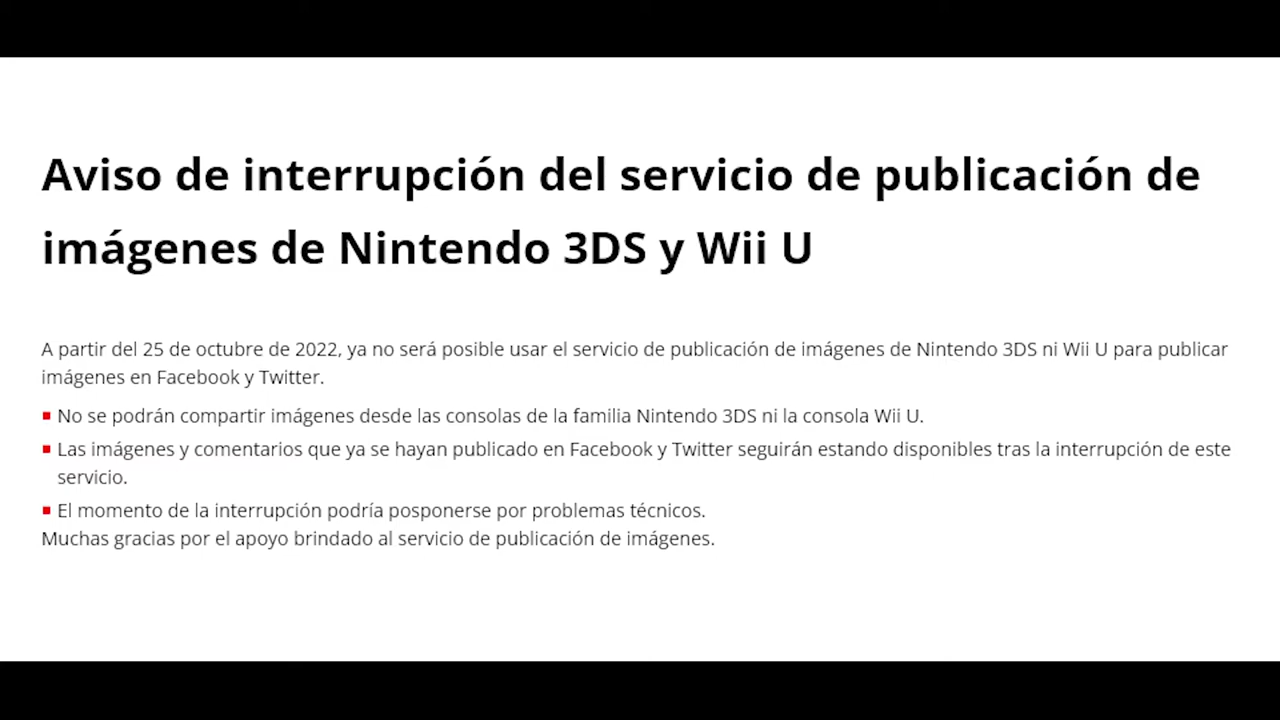 Aviso de interrupción del servicio de publicación de
imágenes de Nintendo 3DS y Wii U
A partir del 25 de octubre de 2022, ya no será posible usar el servicio de publicación de imágenes de Nintendo 3DS ni Wii U para publicar
imágenes en Facebook y Twitter.
No se podrán compartir imágenes desde las consolas de la familia Nintendo 3DS ni la consola Wii U.
Las imágenes y comentarios que ya se hayan publicado en Facebook y Twitter seguirán estando disponibles tras la interrupción de este
servicio.
El momento de la interrupción podría posponerse por problemas técnicos.
Muchas gracias por el apoyo brindado al servicio de publicación de imágenes.